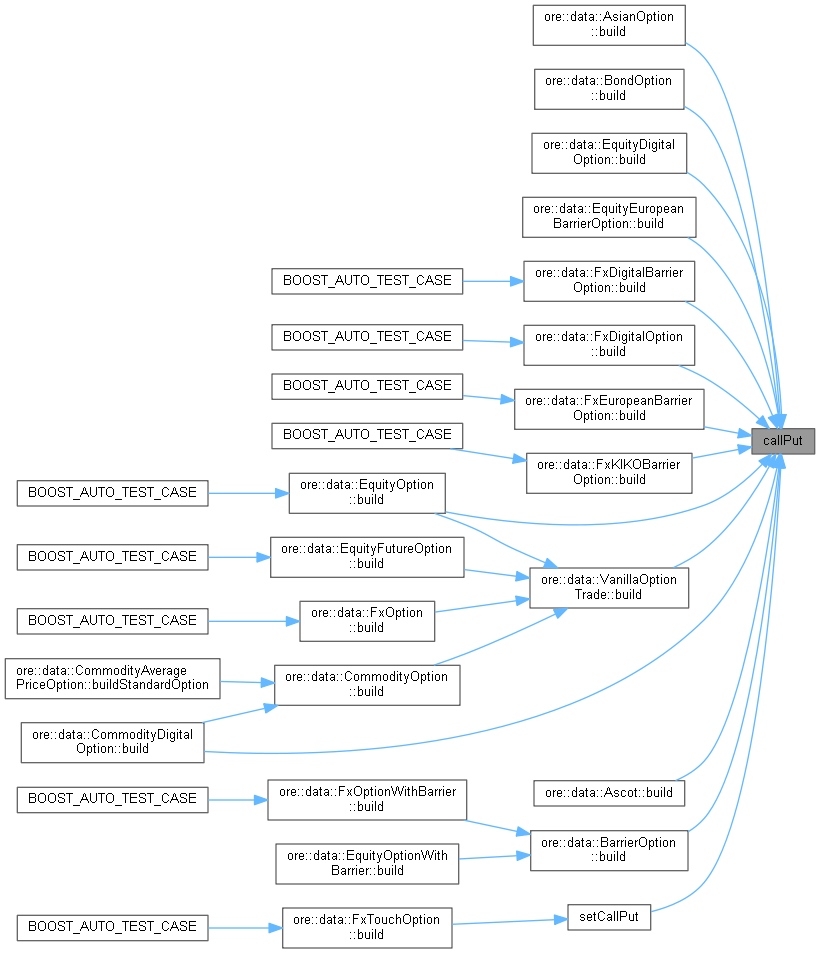 ore::data::AsianOption
::build
ore::data::BondOption
::build
ore::data::EquityDigital
Option::build
ore::data::EquityEuropean
BarrierOption::build
BOOST_AUTO_TEST_CASE
ore::data::FxDigitalBarrier
Option::build
BOOST_AUTO_TEST_CASE
ore::data::FxDigitalOption
::build
BOOST_AUTO_TEST_CASE
ore::data::FxEuropeanBarrier
Option::build
callPut
BOOST_AUTO_TEST_CASE
ore::data::FxKIKOBarrier
Option::build
BOOST_AUTO_TEST_CASE
ore::data::EquityOption
::build
BOOST_AUTO_TEST_CASE
ore::data::EquityFutureOption
::build
ore::data::VanillaOption
Trade::build
BOOST_AUTO_TEST_CASE
ore::data::FxOption
::build
ore::data::CommodityAverage
PriceOption::buildStandardOption
ore::data::CommodityOption
::build
ore::data::CommodityDigital
Option::build
BOOST_AUTO_TEST_CASE
ore::data::FxOptionWithBarrier
::build
ore::data::Ascot::build
ore::data::EquityOptionWith
Barrier::build
ore::data::BarrierOption
::build
BOOST_AUTO_TEST_CASE
ore::data::FxTouchOption
::build
setCallPut